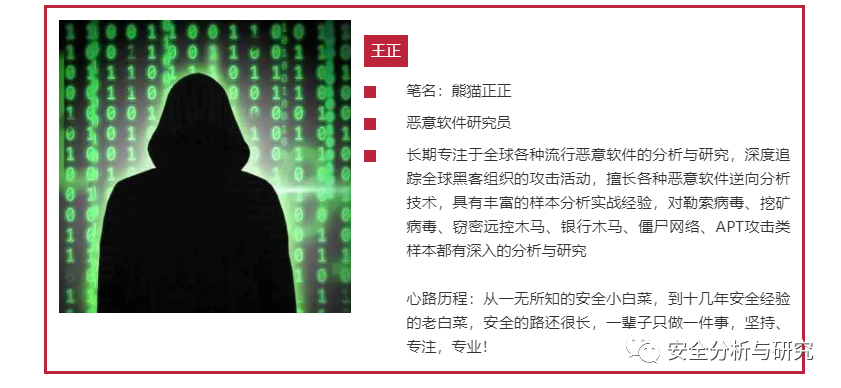 王正
笔名：熊猫正正
恶意软件研究员
长期专注于全球各种流行恶意软件的分析与研究，深度追
踪全球黑客组织的攻击活动，擅长各种恶意软件逆向分析
技术，具有丰富的样本分析实战经验，对勒索病毒、挖矿
病毒、窃密远控木马、银行木马、僵尸网络、APT攻击类
样本都有深入的分析与研究
心路历程：从一无所知的安全小白菜，到十几年安全经验
的老白菜，安全的路还很长，一辈子只做一件事，坚持、
专注，专业！
安全分析与研究